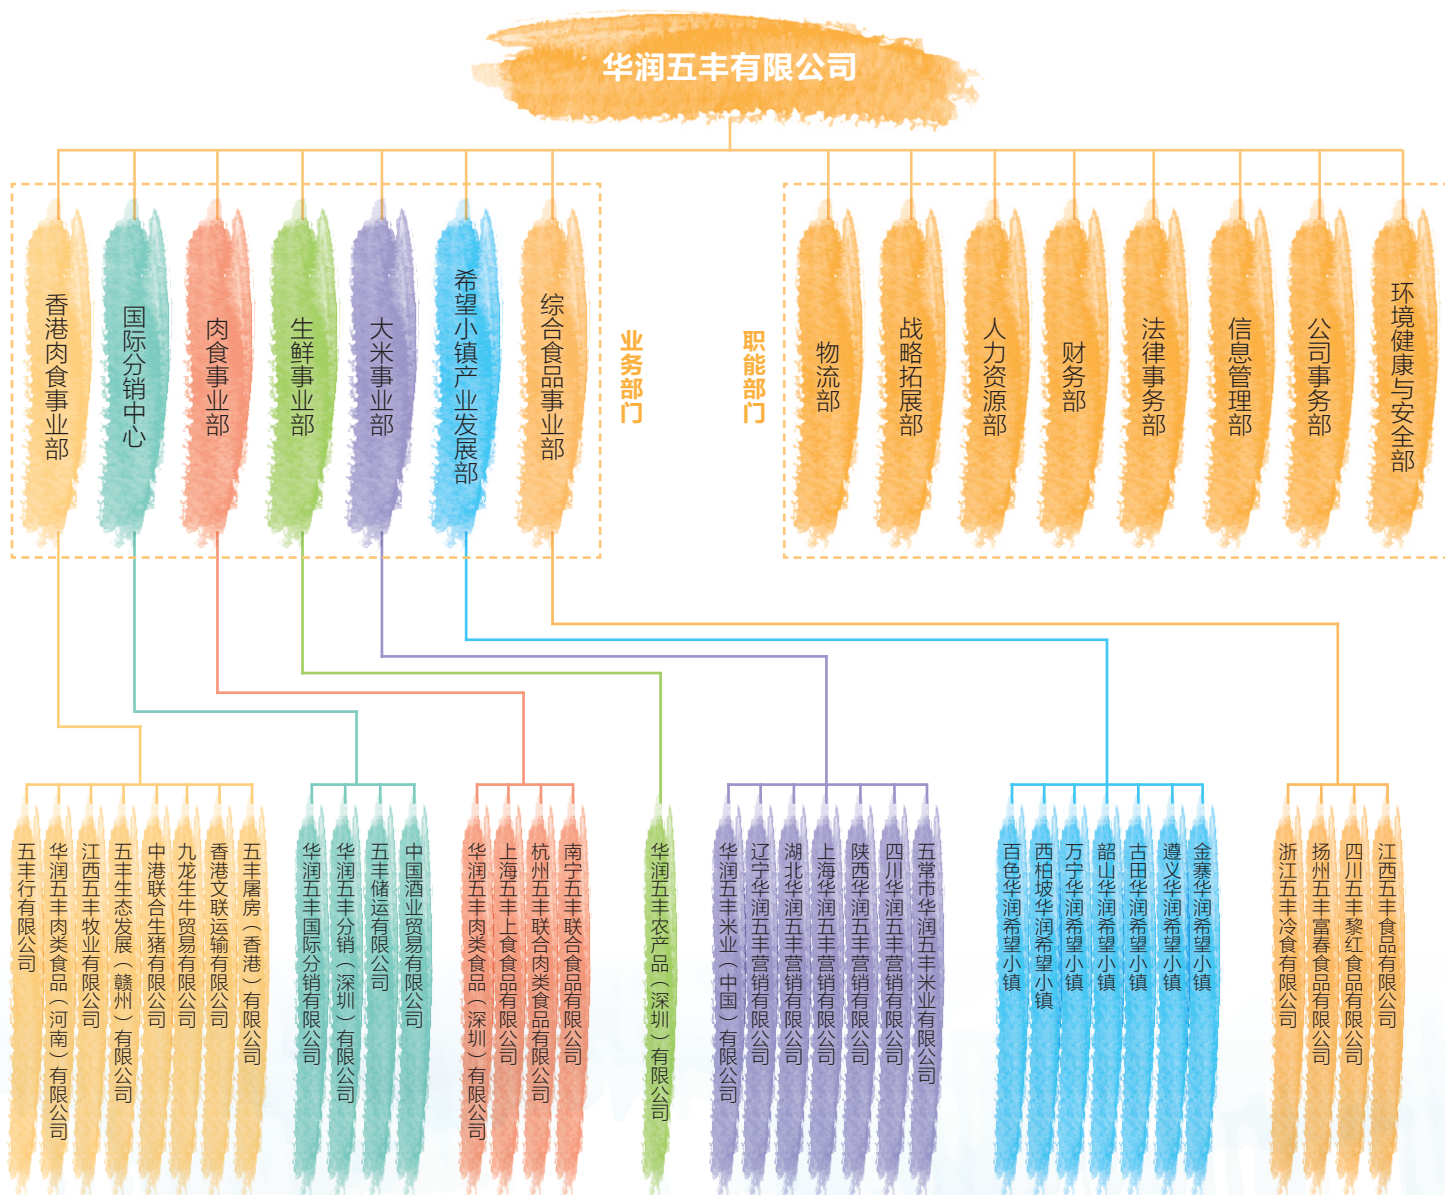 华润五丰有限公司
香港肉食事业部
国际分销中心
肉食事业部
生鲜事业部
大米事业部
希望小镇产业发展部
综合食品事业部
业务部门
职能部门
物流部
战略拓展部
人力资源部
财务部
法律事务部
信息管理部
公司事务部
环境健康与安全部
五丰行有限公司
华润五丰肉类食品（河南）有限公司
江西五丰牧业有限公司
五丰生态发展（赣州）有限公司
中港联合生猪有限公司
九龙生牛贸易有限公司
香港文联运输有限公司
五丰屠房（香港）有限公司
华润五丰国际分销有限公司
华润五丰分销（深圳）有限公司
五丰储运有限公司
中国酒业贸易有限公司
华润五丰肉类食品（深圳）有限公司
上海五丰上食食品有限公司
杭州五丰联合肉类食品有限公司
南宁五丰联合食品有限公司
华润五丰农产品（深圳）有限公司
华润五丰米业（中国）有限公司
辽宁华润五丰营销有限公司
湖北华润五丰营销有限公司
上海华润五丰营销有限公司
陕西华润五丰营销有限公司
四川华润五丰营销有限公司
五常市华润五丰米业有限公司
百色华润希望小镇
西柏坡华润希望小镇
万宁华润希望小镇
韶山华润希望小镇
古田华润希望小镇
遵义华润希望小镇
金寨华润希望小镇
浙江五丰冷食有限公司
扬州五丰富春食品有限公司
四川五丰黎红食品有限公司
江西五丰食品有限公司